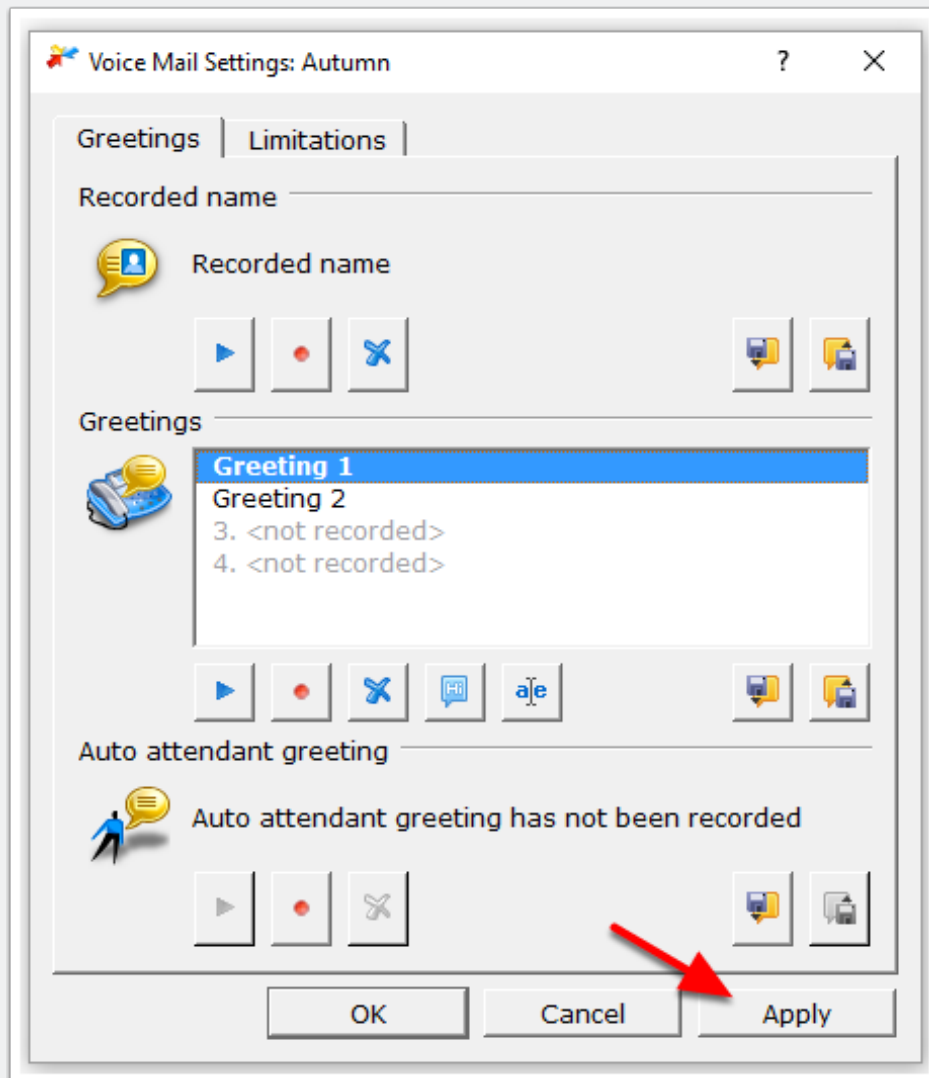 Voice Mail Settings: Autumn ?
Greetings Limitations
Recorded name
Recorded name
Greetings
Greeting 1
Greeting 2
3. <not recorded>
4. <not recorded>
Hi ae
Auto attendant greeting
Auto attendant greeting has not been recorded
OK Cancel Apply